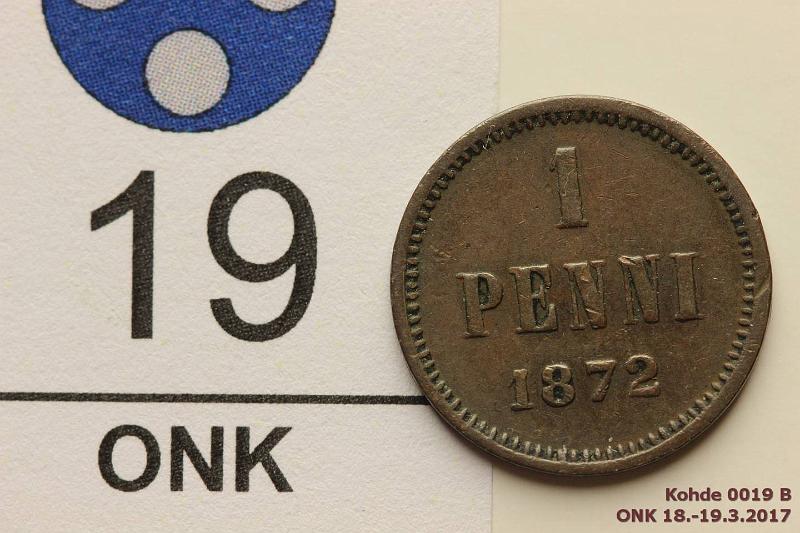 19
ONK
1
PENNI
1872
Kohde 0019 B
ONK 18.-19.3.2017